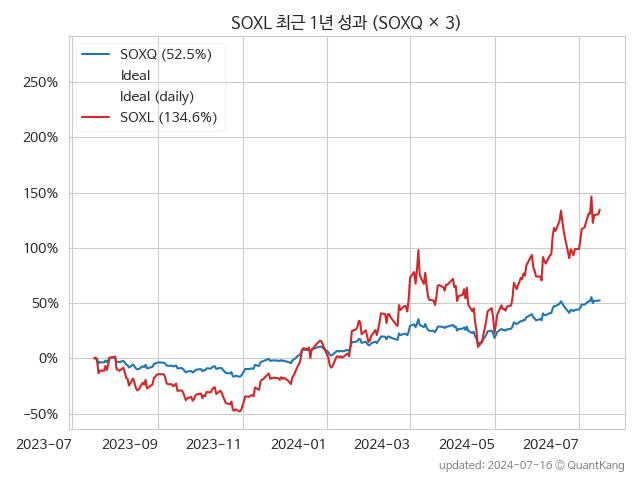 SOXL 최근 1년 성과 (SOXQ × 3)
SOXQ (52.5%)
Ideal
Ideal (daily)
SOXL (134.6%)
250%
200%
150%
100%
50%
0%
−50%
2023−07
2023−09
2023−11
2024−01
2024−03
2024−05
2024−07
updated: 2024-07-16 © QuantKang